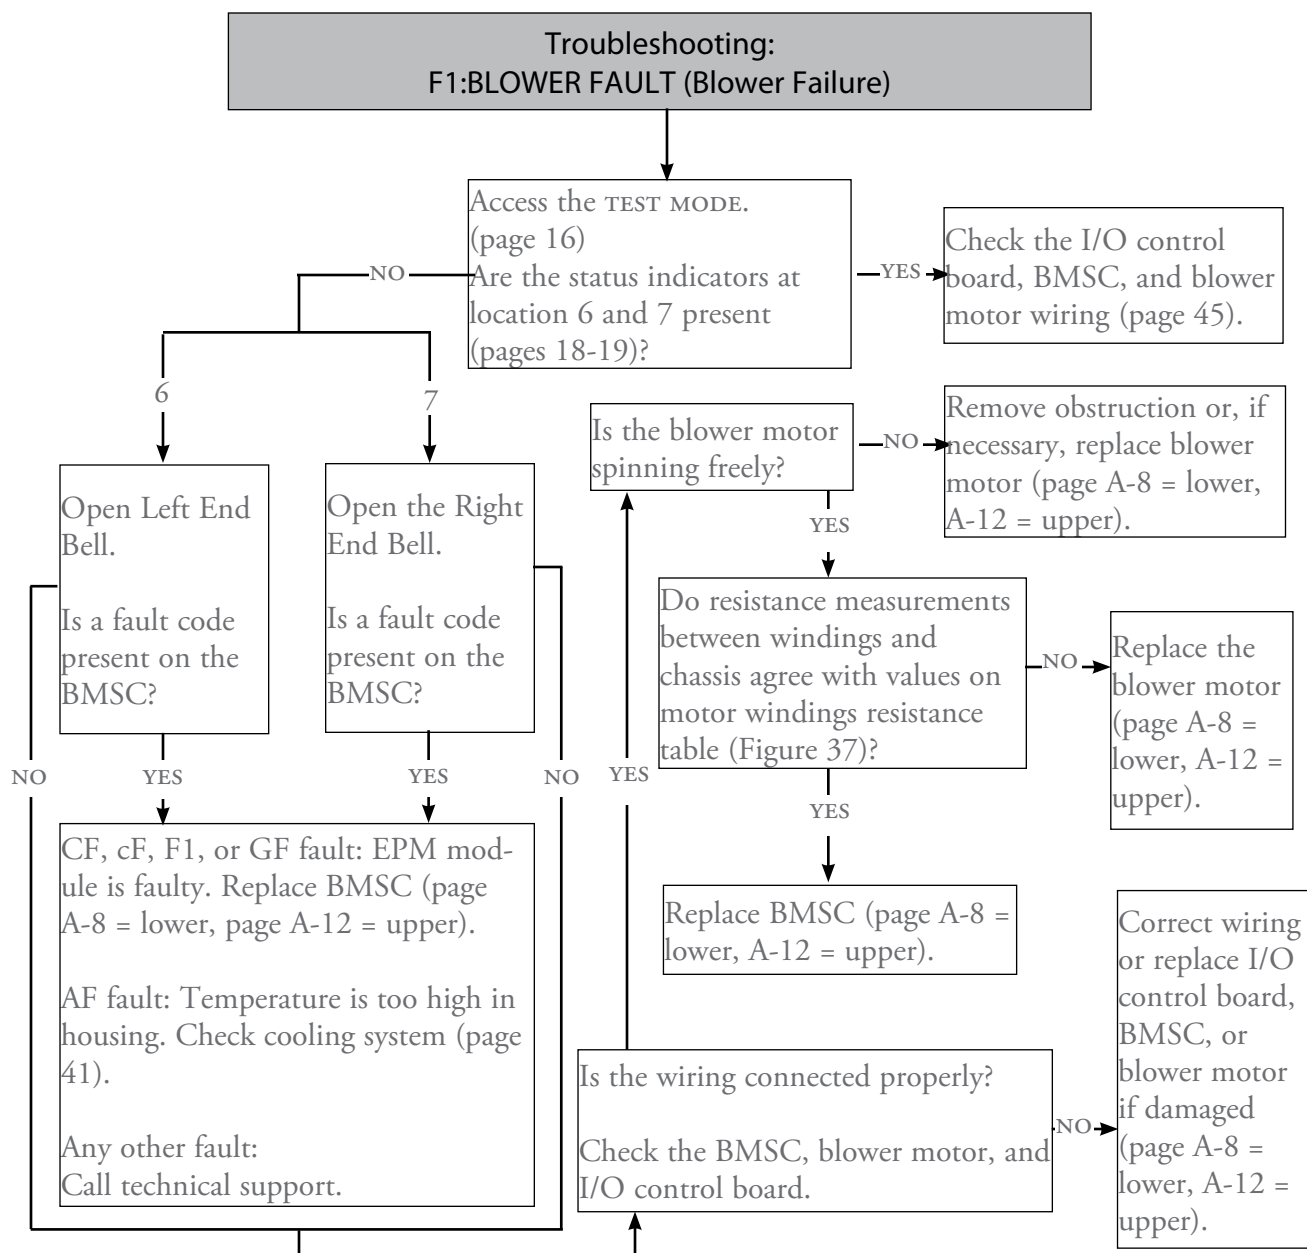 Troubleshooting:
F1:BLOWER FAULT (Blower Failure)
Access the TEST MODE.
(page 16)
Are the status indicators at
location 6 and 7 present
(pages 18-19)?
YES
Check the I/O control
board, BMSC, and blower
motor wiring (page 45).
NO
6
7
Open Left End
Bell.
Is a fault code
present on the
BMSC?
Open the Right
End Bell.
Is a fault code
present on the
BMSC?
NO
YES
YES
NO
CF, cF, F1, or GF fault: EPM mod-
ule is faulty. Replace BMSC (page
A-8 = lower, page A-12 = upper).
AF fault: Temperature is too high in
housing. Check cooling system (page
41).
Any other fault:
Call technical support.
Is the blower motor
spinning freely?
NO
Remove obstruction or, if
necessary, replace blower
motor (page A-8 = lower,
A-12 = upper).
YES
Do resistance measurements
between windings and
chassis agree with values on
motor windings resistance
table (Figure 37)?
NO
Replace the
blower motor
(page A-8 =
lower, A-12 =
upper).
YES
YES
Replace BMSC (page A-8 =
lower, A-12 = upper).
Is the wiring connected properly?
Check the BMSC, blower motor, and
I/O control board.
NO
Correct wiring
or replace I/O
control board,
BMSC, or
blower motor
if damaged
(page A-8 =
lower, A-12 =
upper).